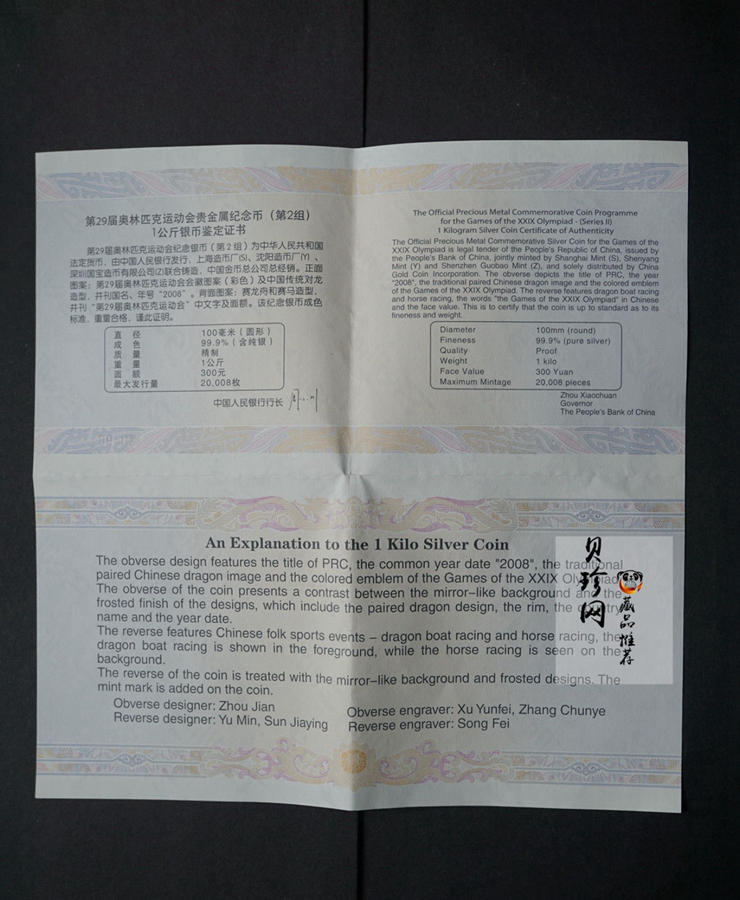 第29届奥林匹克运动会贵金属纪念币（第2组）
1公斤银币鉴定证书
第29届奥林匹克运动会纪念银币（第2组）为中华人民共和国
法定货币，由中国人民银行发行，上海造币厂(S)、沈阳造币厂(Y)、
深圳国宝造币有限公司(Z)联合铸造，中国金币总公司总经销。正面
图案：第29届奥林匹克运动会会徽图案（彩色）及中国传统对龙
造型，并刊国名、年号“2008”。背面图案：赛龙舟和赛马造型，
并刊“第29届奥林匹克运动会”中文字及面额。该纪念银币成色
标准，重量合格，谨此证明。
直径 100毫米（圆形）
成色 99.9%（含纯银）
质量 精制
重量 1公斤
面额 300元
最大发行量 20,008枚
中国人民银行行长
The Official Precious Metal Commemorative Coin Programme
for the Games of the XXIX Olympiad - (Series II)
1 Kilogram Silver Coin Certificate of Authenticity
The Official Precious Metal Commemorative Silver Coin for the Games of the
XXIX Olympiad is legal tender of the People's Republic of China, issued by
the People's Bank of China, jointly minted by Shanghai Mint (S), Shenyang
Mint (Y) and Shenzhen Guobao Mint (Z), and solely distributed by China
Gold Coin Incorporation. The obverse depicts the title of PRC, the year
"2008", the traditional paired Chinese dragon image and the colored emblem
of the Games of the XXIX Olympiad. The reverse features dragon boat racing
and horse racing, the words "the Games of the XXIX Olympiad" in Chinese
and the face value. This is to certify that the coin is up to standard as to its
fineness and weight.
Diameter 100mm (round)
Fineness 99.9% (pure silver)
Quality Proof
Weight 1 kilo
Face Value 300 Yuan
Maximum Mintage 20,008 pieces
Zhou Xiaochuan
Governor
The People's Bank of China
An Explanation to the 1 Kilo Silver Coin
The obverse design features the title of PRC, the common year date "2008", the traditional
paired Chinese dragon image and the colored emblem of the Games of the XXIX Olympiad.
The obverse of the coin presents a contrast between the mirror-like background and the
frosted finish of the designs, which include the paired dragon design, the rim, the country
name and the year date.
The reverse features Chinese folk sports events - dragon boat racing and horse racing, the
dragon boat racing is shown in the foreground, while the horse racing is seen on the
background.
The reverse of the coin is treated with the mirror-like background and frosted designs. The
mint mark is added on the coin.
Obverse designer: Zhou Jian
Reverse designer: Yu Min, Sun Jiaying
Obverse engraver: Xu Yunfei, Zhang Chunye
Reverse engraver: Song Fei
贝珍网
藏品推荐